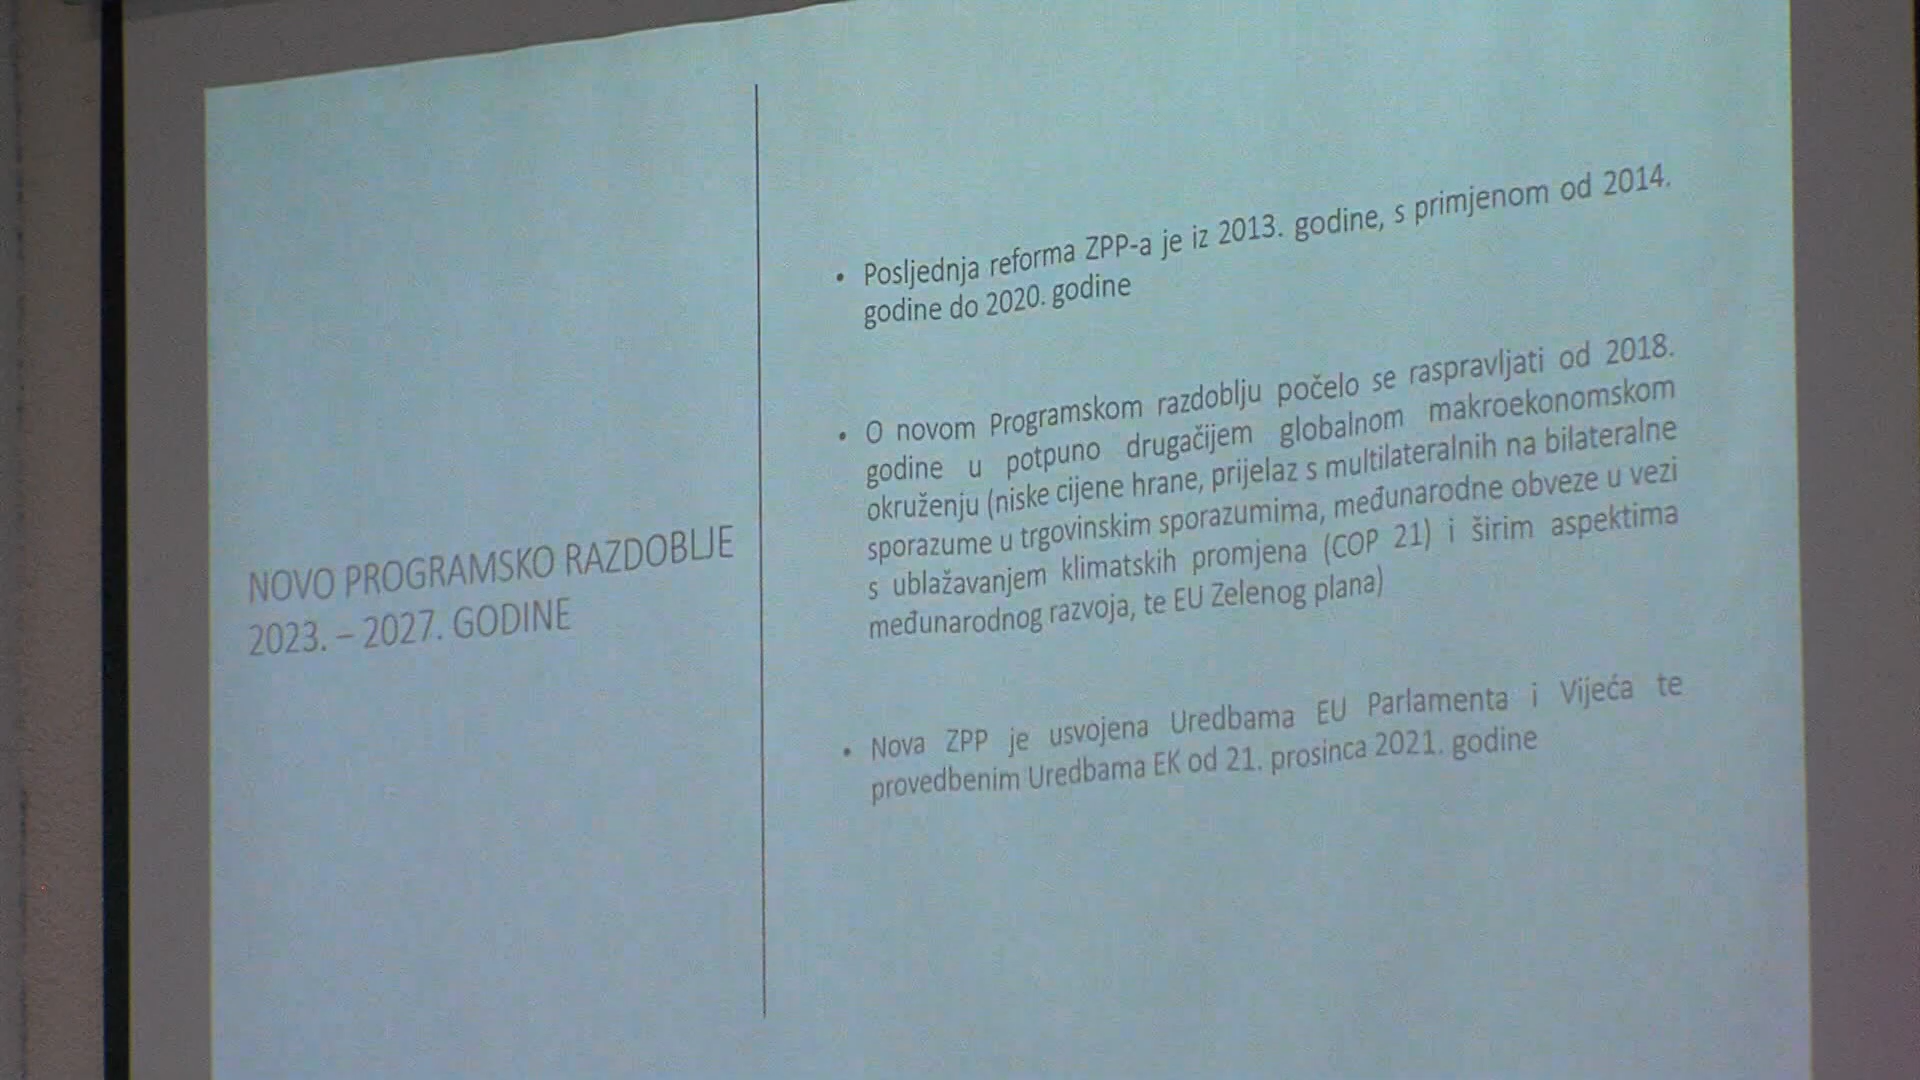 NOVO PROGRAMSKO RAZDOBLJE
2023. – 2027. GODINE
• Posljednja reforma ZPP-a je iz 2013. godine, s primjenom od 2014.
godine do 2020. godine
• O novom Programskom razdoblju počelo se raspravljati od 2018.
godine u potpuno drugačijem globalnom makroekonomskom
okruženju (niske cijene hrane, prijelaz s multilateralnih na bilateralne
sporazume u trgovinskim sporazumima, međunarodne obveze u vezi
s ublažavanjem klimatskih promjena (COP 21) i širim aspektima
međunarodnog razvoja, te EU Zelenog plana)
• Nova ZPP je usvojena Uredbama EU Parlamenta i Vijeća te
provedbenim Uredbama EK od 21. prosinca 2021. godine